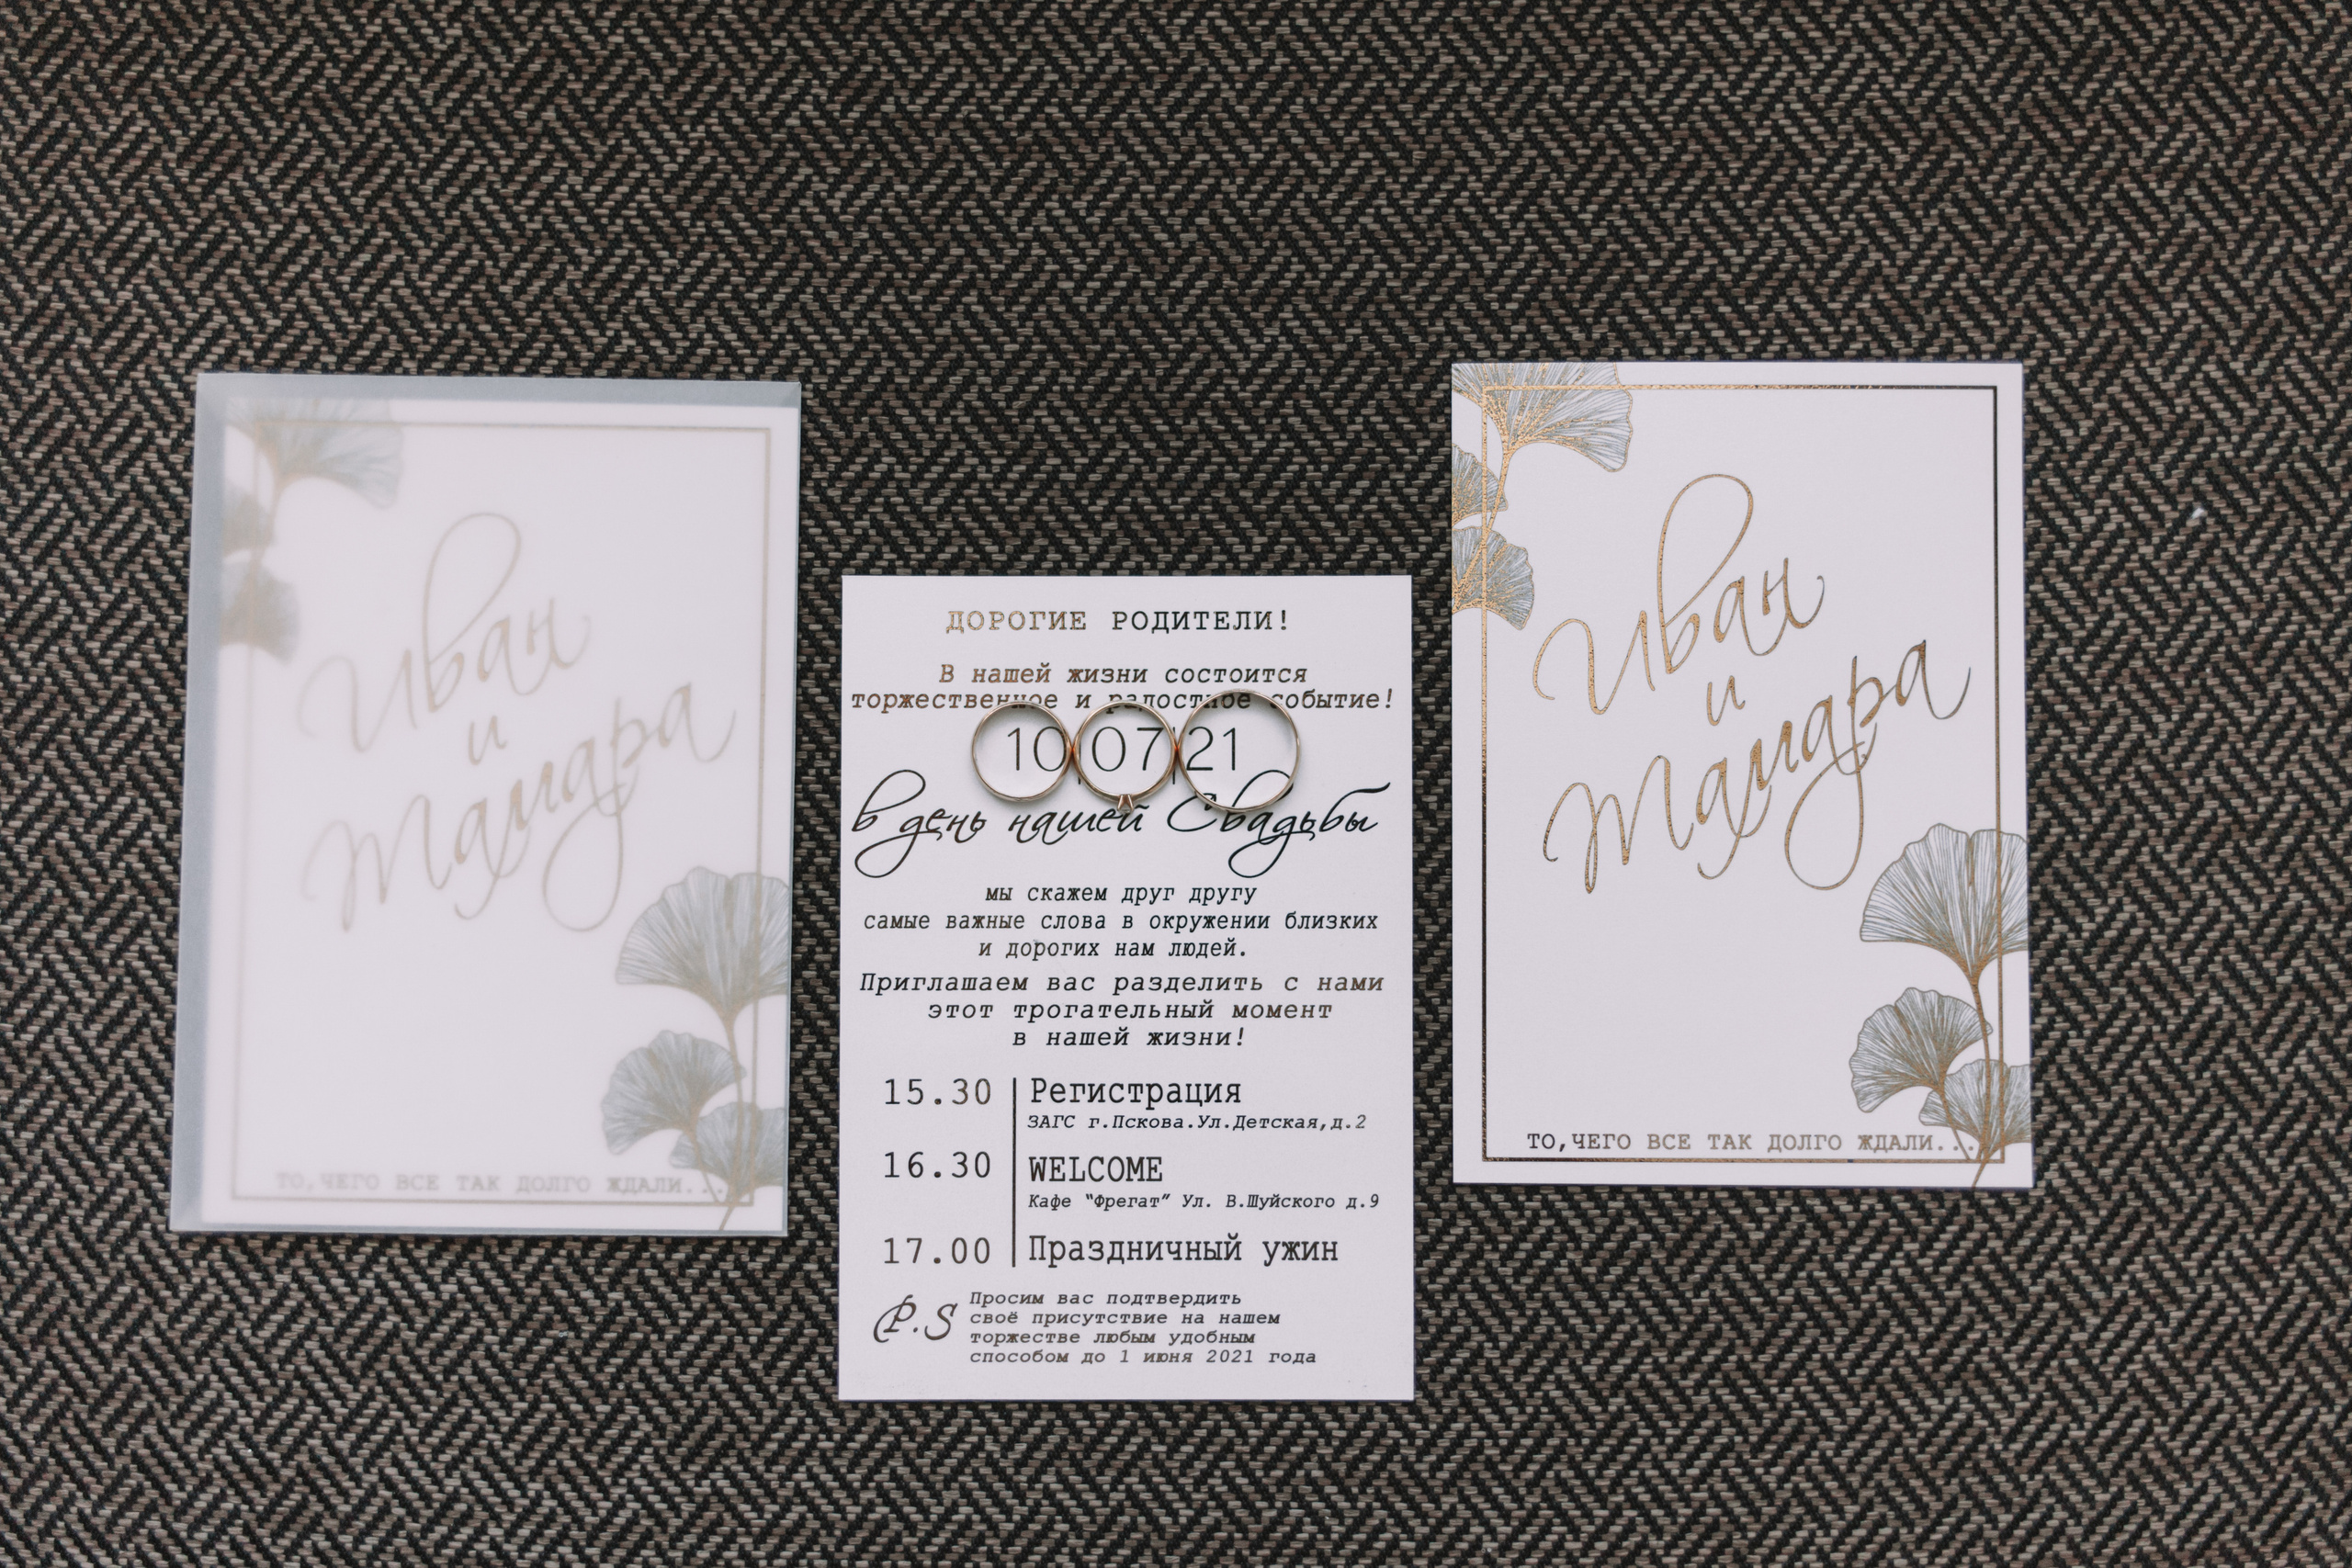 Иван
и
Тамара
ТО,ЧЕГО ВСЕ ТАК ДОЛГО ЖДАЛИ...
ДОРОГИЕ РОДИТЕЛИ!
В нашей жизни состоится
торжественное и радостное событие!
10|07|21
в день нашей Свадьбы
мы скажем друг другу
самые важные слова в окружении близких
и дорогих нам людей.
Приглашаем вас разделить с нами
этот трогательный момент
в нашей жизни!
15.30 Регистрация
ЗАГС г.Пскова.Ул.Детская,д.2
16.30 WELCOME
Кафе “Фрегат” Ул. В.Шуйского д.9
17.00 Праздничный ужин
P.S Просим вас подтвердить
своё присутствие на нашем
торжестве любым удобным
способом до 1 июня 2021 года
Иван
и
Тамара
ТО,ЧЕГО ВСЕ ТАК ДОЛГО ЖДАЛИ...